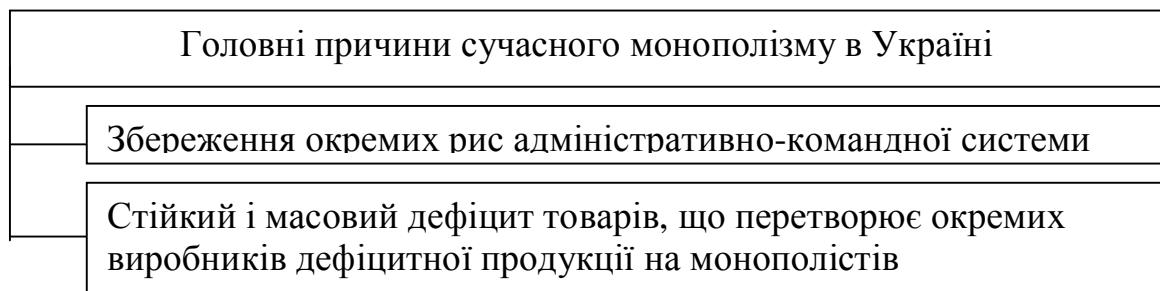 Головні причини сучасного монополізму в Україні
Збереження окремих рис адміністративно-командної системи
Стійкий і масовий дефіцит товарів, що перетворює окремих
виробників дефіцитної продукції на монополістів